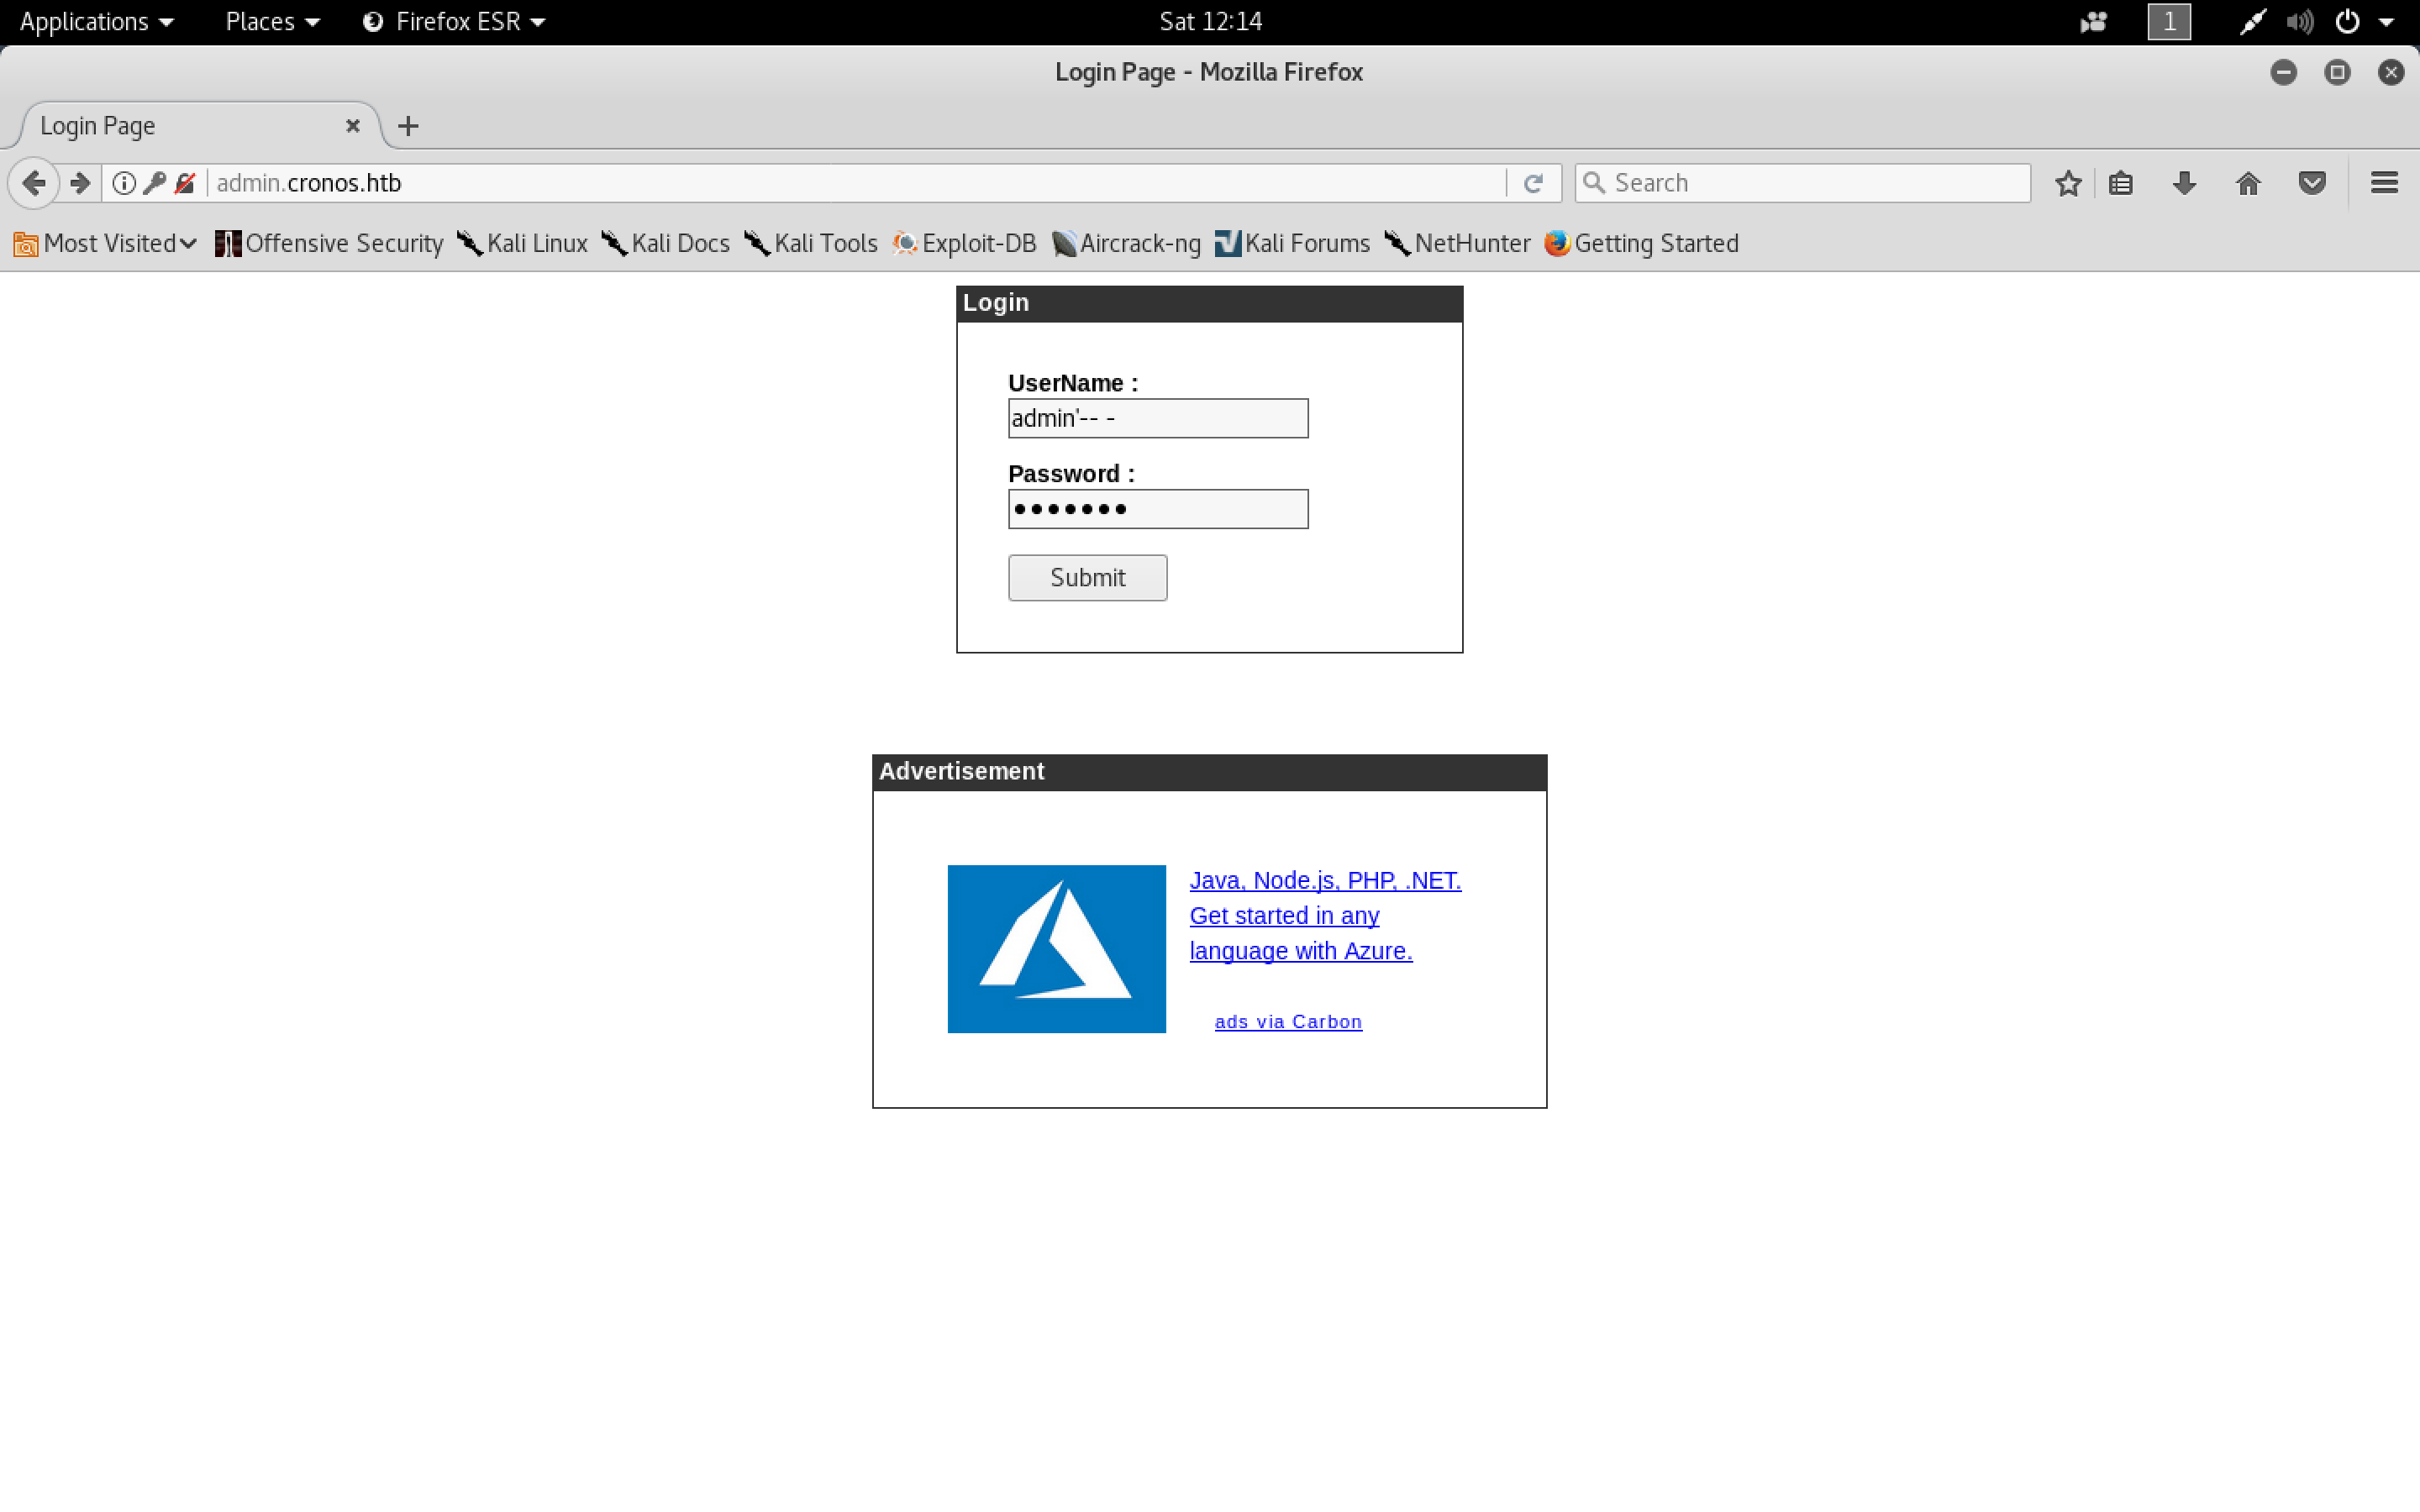 Applications Places Firefox ESR Sat 12:14 1
Login Page - Mozilla Firefox
Login Page
admin.cronos.htb Search
Most Visited Offensive Security Kali Linux Kali Docs Kali Tools Exploit-DB Aircrack-ng Kali Forums NetHunter Getting Started
Login
UserName :
admin'-- -
Password :
•••••••
Submit
Advertisement
Java, Node.js, PHP, .NET.
Get started in any
language with Azure.
ads via Carbon